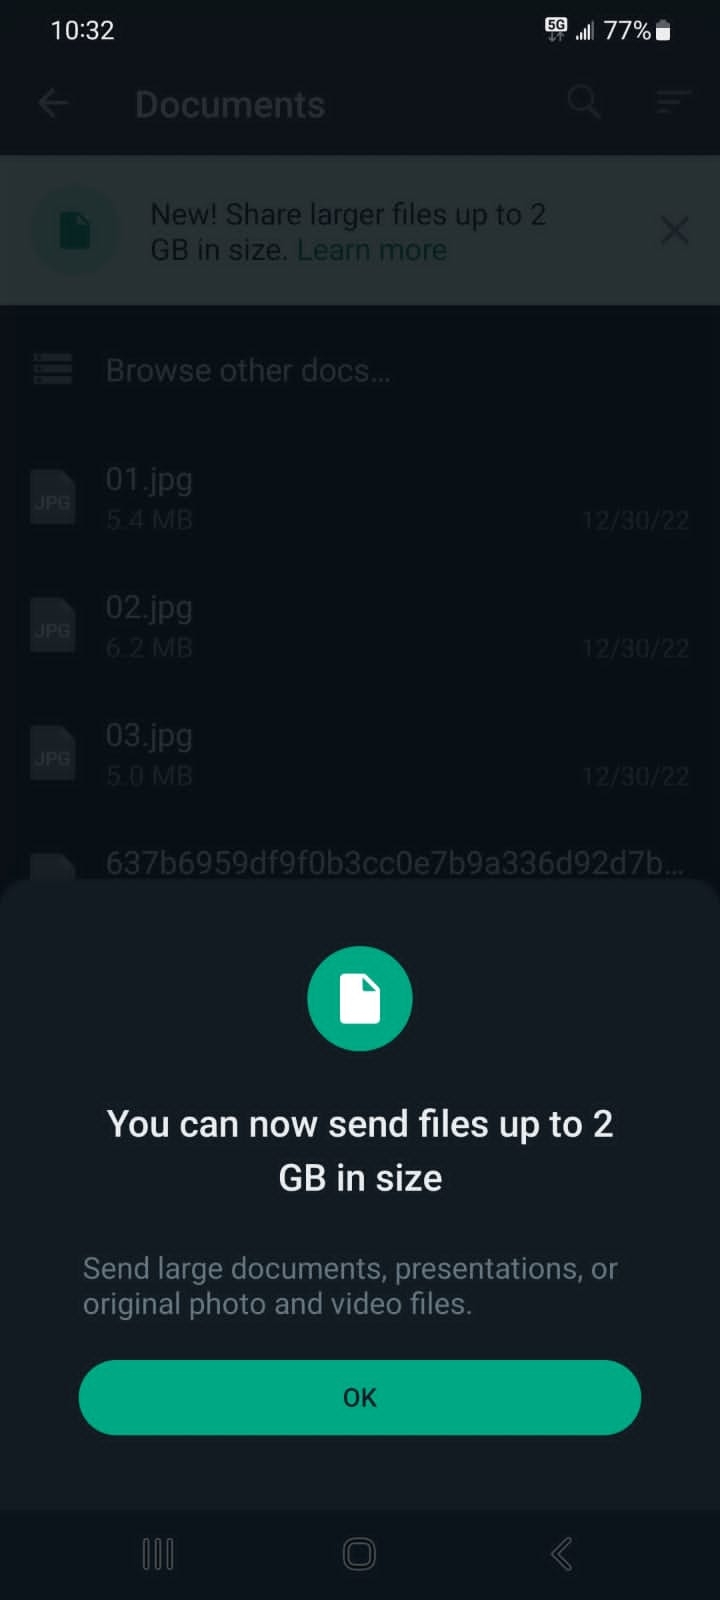 10:32
5G
77%
Documents
New! Share larger files up to 2
GB in size. Learn more
Browse other docs...
01.jpg
JPG
5.4 MB
12/30/22
02.jpg
JPG
6.2 MB
12/30/22
03.jpg
JPG
5.0 MB
12/30/22
637b6959df9f0b3cc0e7b9a336d92d7b...
You can now send files up to 2
GB in size
Send large documents, presentations, or
original photo and video files.
OK